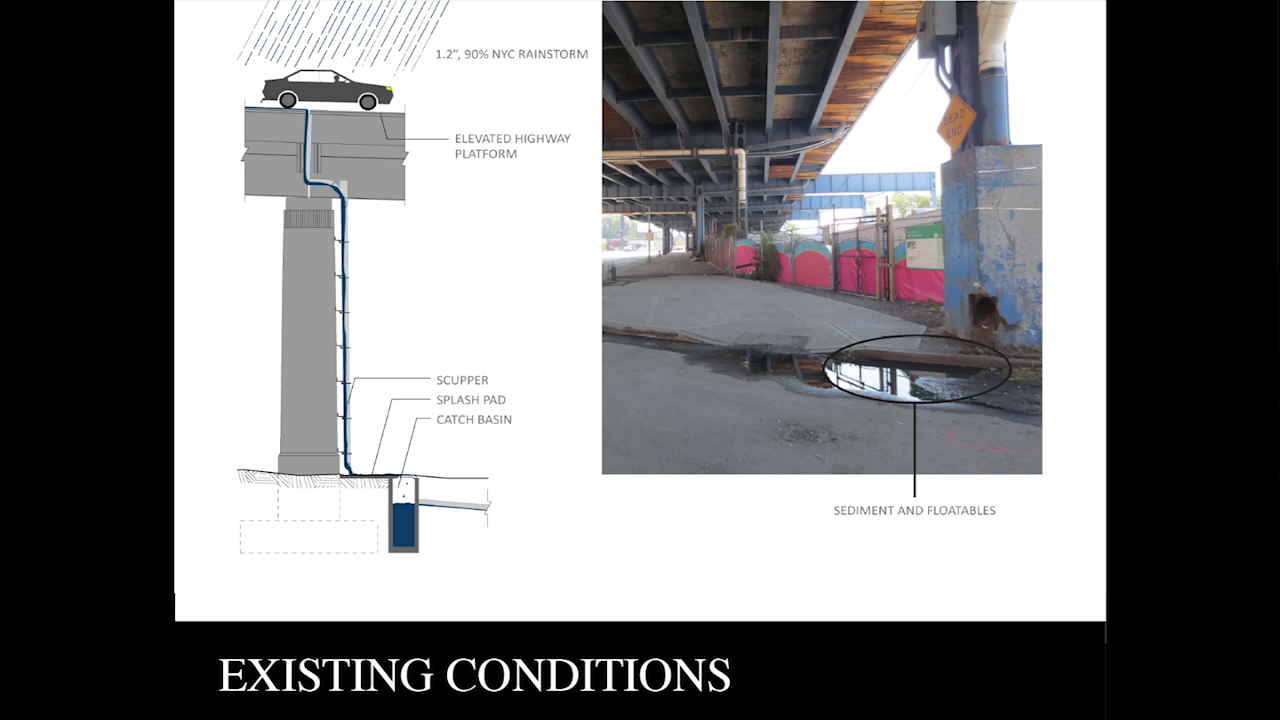 1.2”, 90% NYC RAINSTORM
ELEVATED HIGHWAY
PLATFORM
SCUPPER
SPLASH PAD
CATCH BASIN
DEAD
END
SEDIMENT AND FLOATABLES
EXISTING CONDITIONS